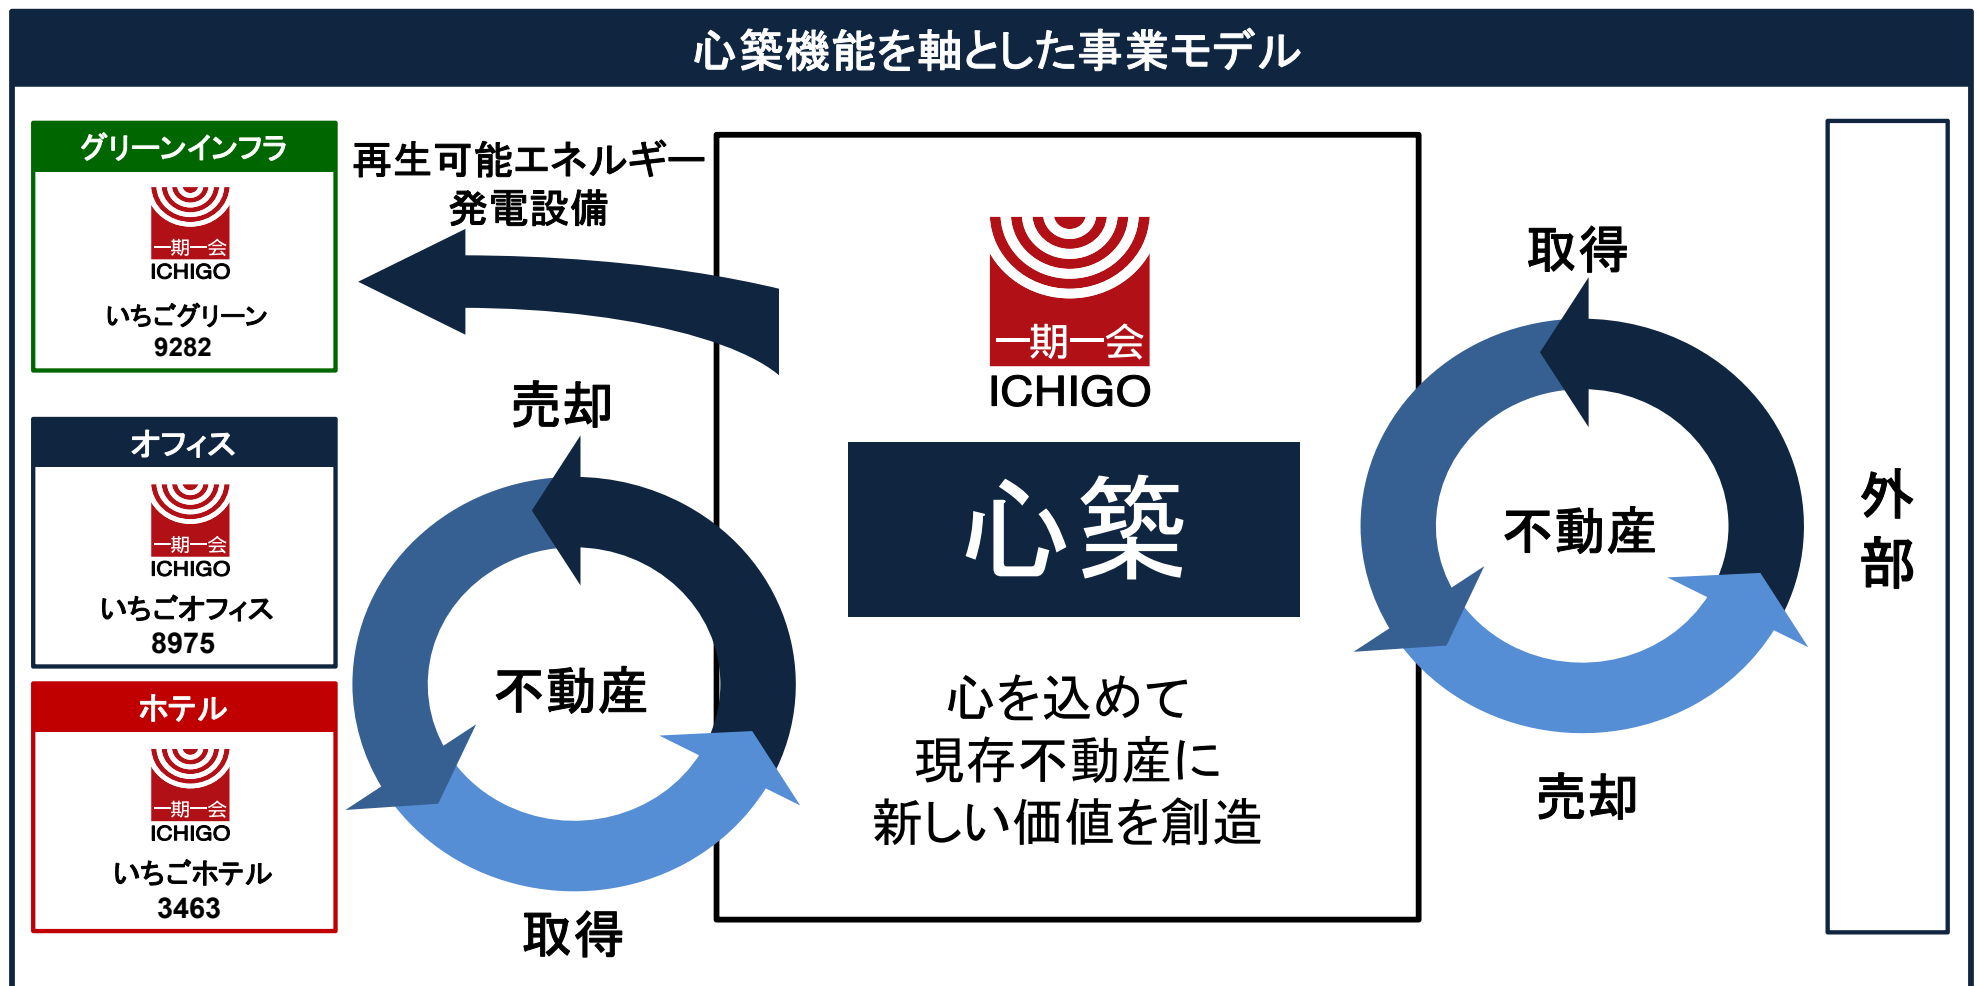 心築機能を軸とした事業モデル
グリーンインフラ
一期一会
ICHIGO
いちごグリーン
9282
再生可能エネルギー
発電設備
オフィス
一期一会
ICHIGO
いちごオフィス
8975
ホテル
一期一会
ICHIGO
いちごホテル
3463
売却
不動産
取得
一期一会
ICHIGO
心築
心を込めて
現存不動産に
新しい価値を創造
取得
不動産
売却
外部